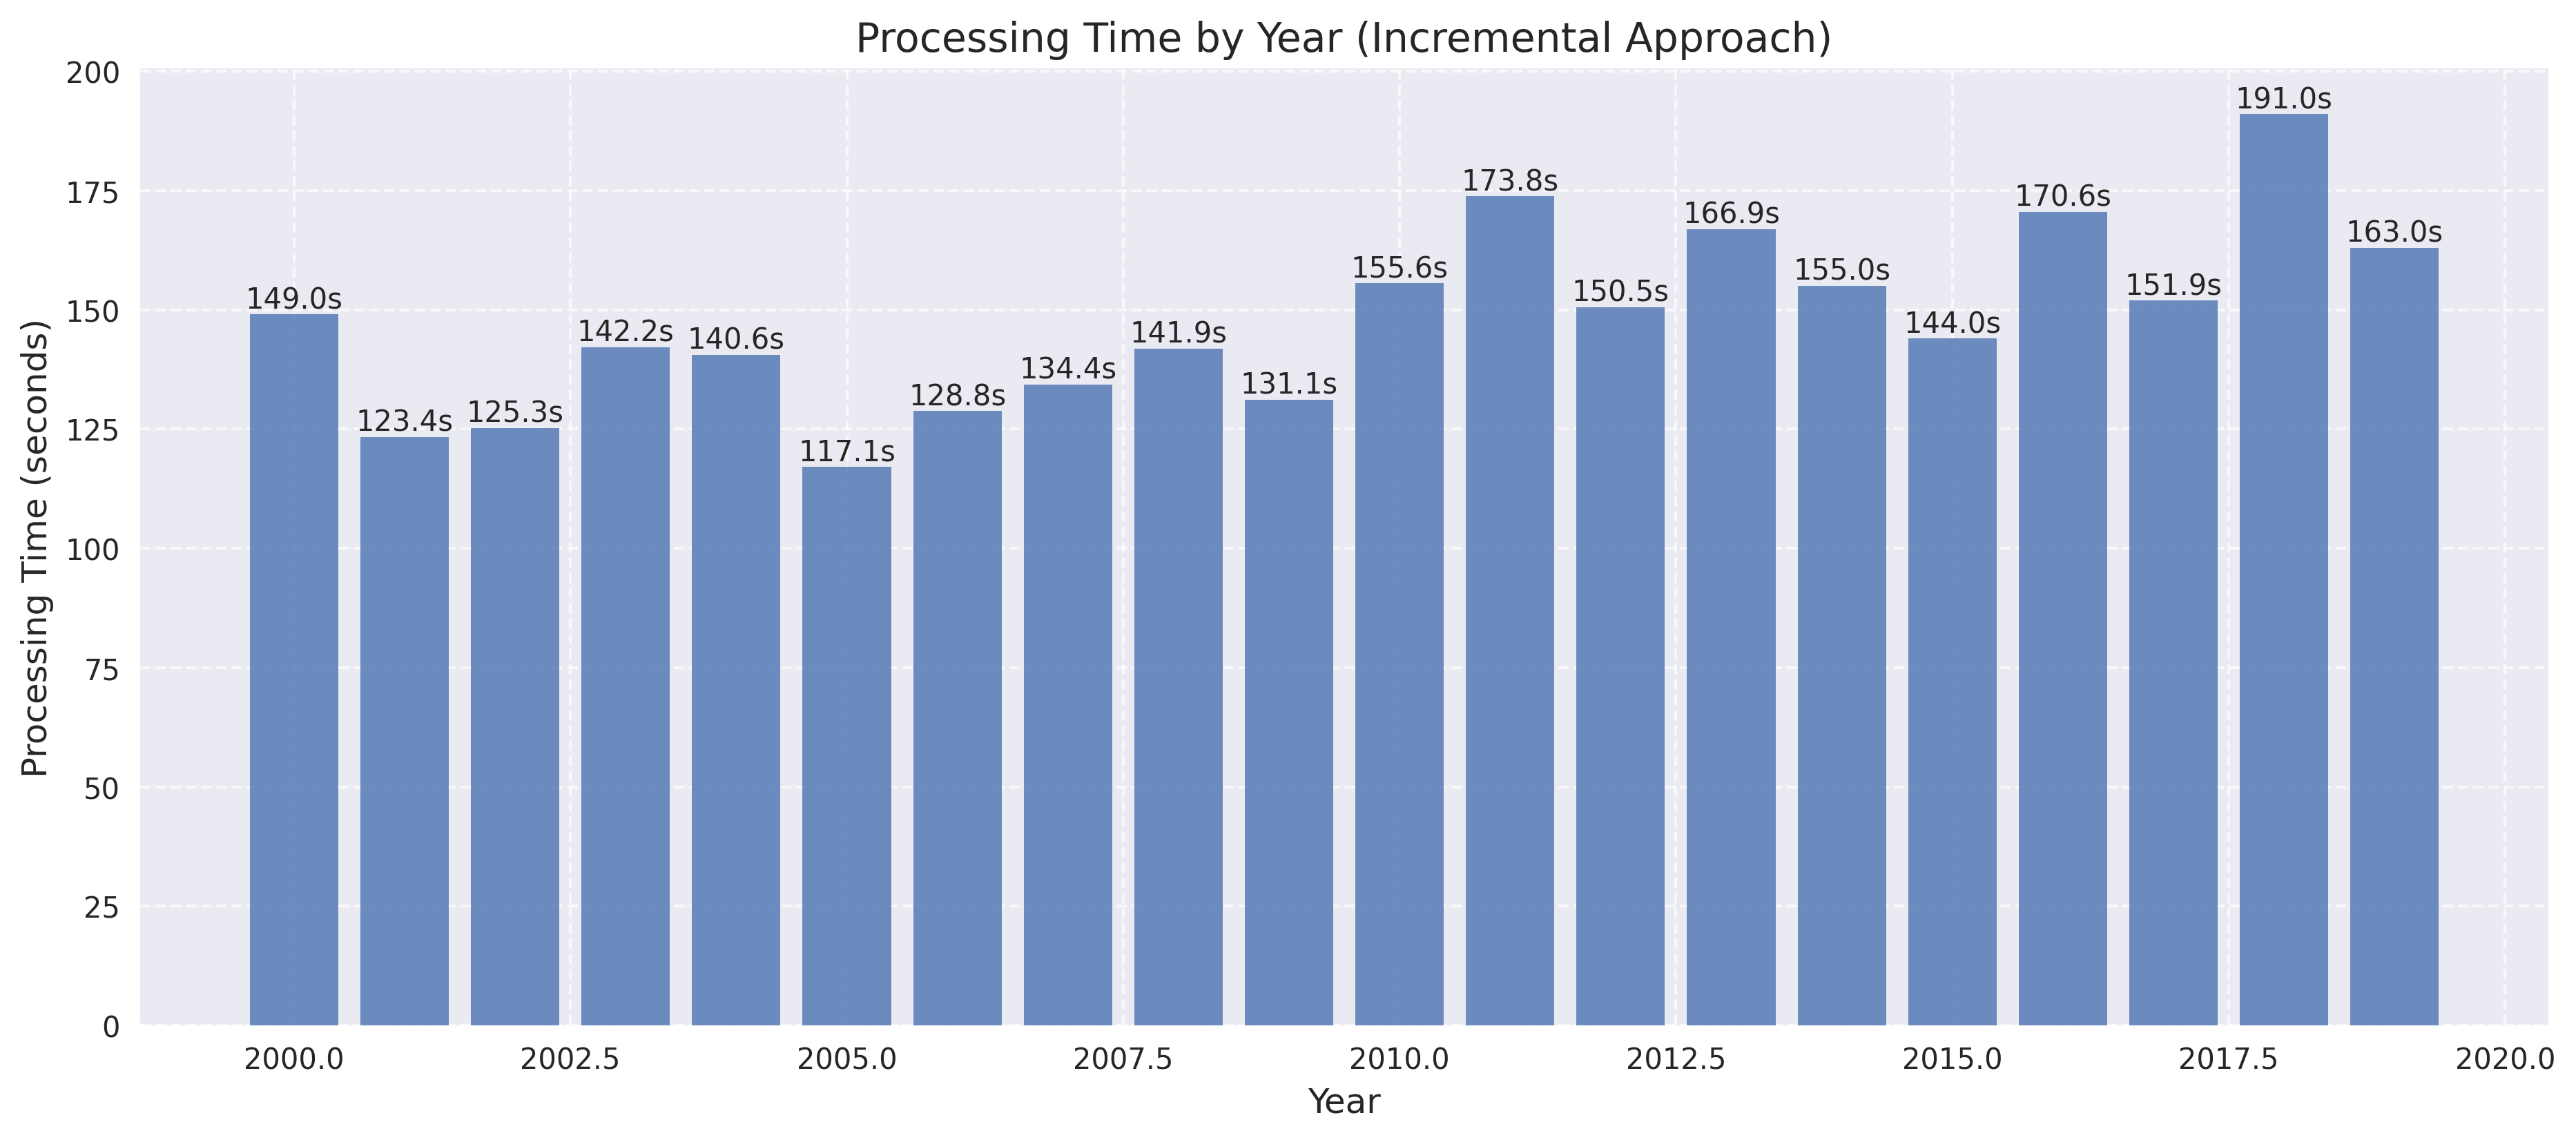 Processing Time by Year (Incremental Approach)
Processing Time (seconds)
200
175
150
125
100
75
50
25
0
149.0s
123.4s
125.3s
142.2s
140.6s
117.1s
128.8s
134.4s
141.9s
131.1s
155.6s
173.8s
150.5s
166.9s
155.0s
144.0s
170.6s
151.9s
191.0s
163.0s
2000.0 2002.5 2005.0 2007.5 2010.0 2012.5 2015.0 2017.5 2020.0
Year